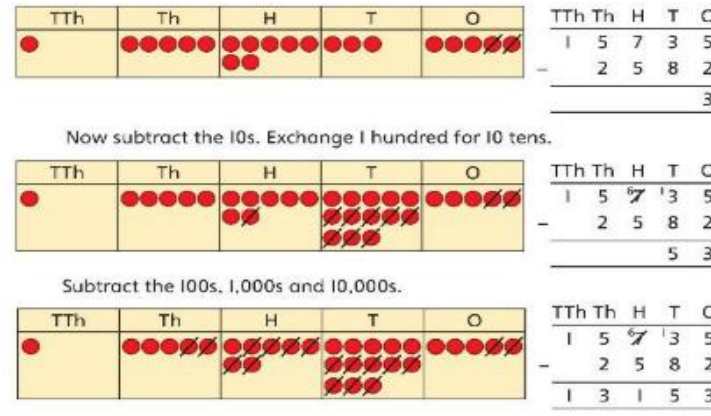 TTh Th H T O
TTh Th H T O
1 5 7 3 5
− 2 5 8 2
3
Now subtract the 10s. Exchange 1 hundred for 10 tens.
TTh Th H T O
TTh Th H T O
1 5 6 7 1 3 5
− 2 5 8 2
5 3
Subtract the 100s, 1,000s and 10,000s.
TTh Th H T O
TTh Th H T O
1 5 6 7 1 3 5
− 2 5 8 2
1 3 1 5 3